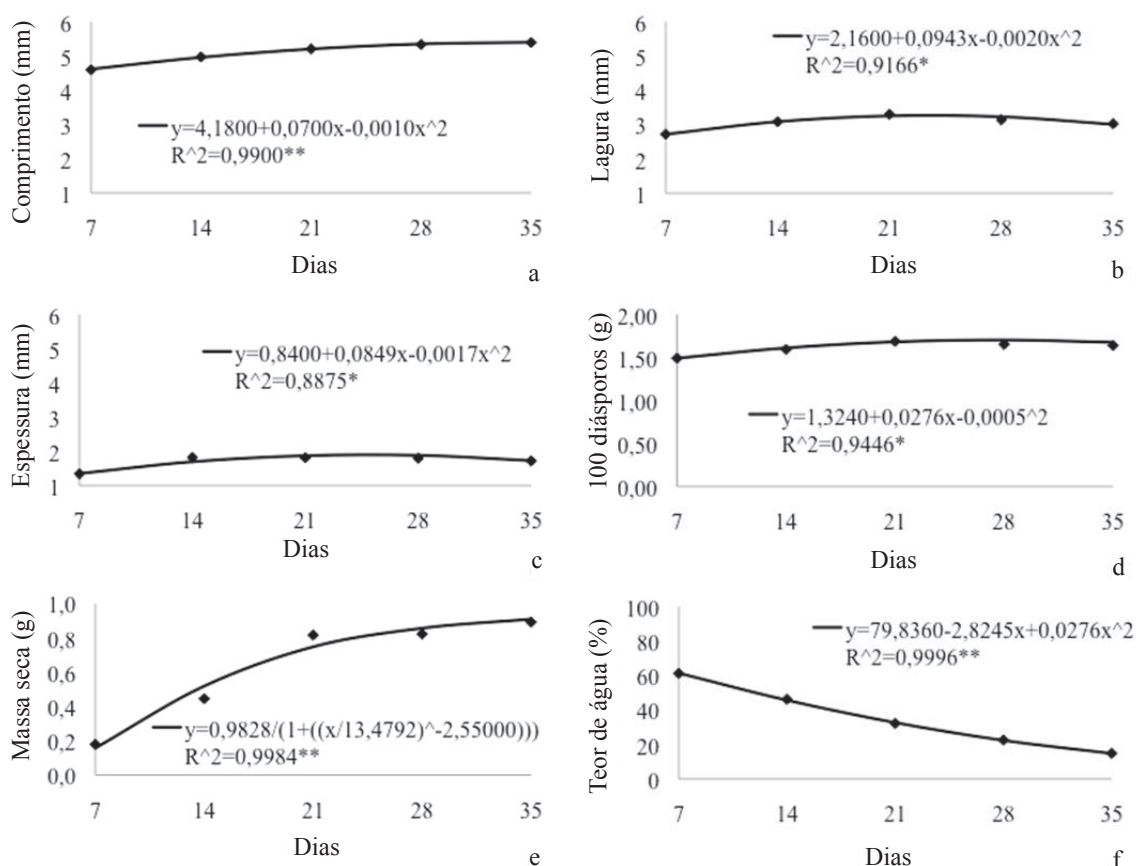 Comprimento (mm)
6
5
4
3
2
1
y=4,1800+0,0700x-0,0010x^2
R^2=0,9900**
7 14 21 28 35
Dias
a
Lagura (mm)
6
5
4
3
2
1
y=2,1600+0,0943x-0,0020x^2
R^2=0,9166*
7 14 21 28 35
Dias
b
Espessura (mm)
6
5
4
3
2
1
y=0,8400+0,0849x-0,0017x^2
R^2=0,8875*
7 14 21 28 35
Dias
c
100 diásporos (g)
2,00
1,50
1,00
0,50
0,00
y=1,3240+0,0276x-0,0005^2
R^2=0,9446*
7 14 21 28 35
Dias
d
Massa seca (g)
1,0
0,8
0,6
0,4
0,2
0,0
y=0,9828/(1+((x/13,4792)^-2,55000)))
R^2=0,9984**
7 14 21 28 35
Dias
e
Teor de água (%)
100
80
60
40
20
0
y=79,8360-2,8245x+0,0276x^2
R^2=0,9996**
7 14 21 28 35
Dias
f